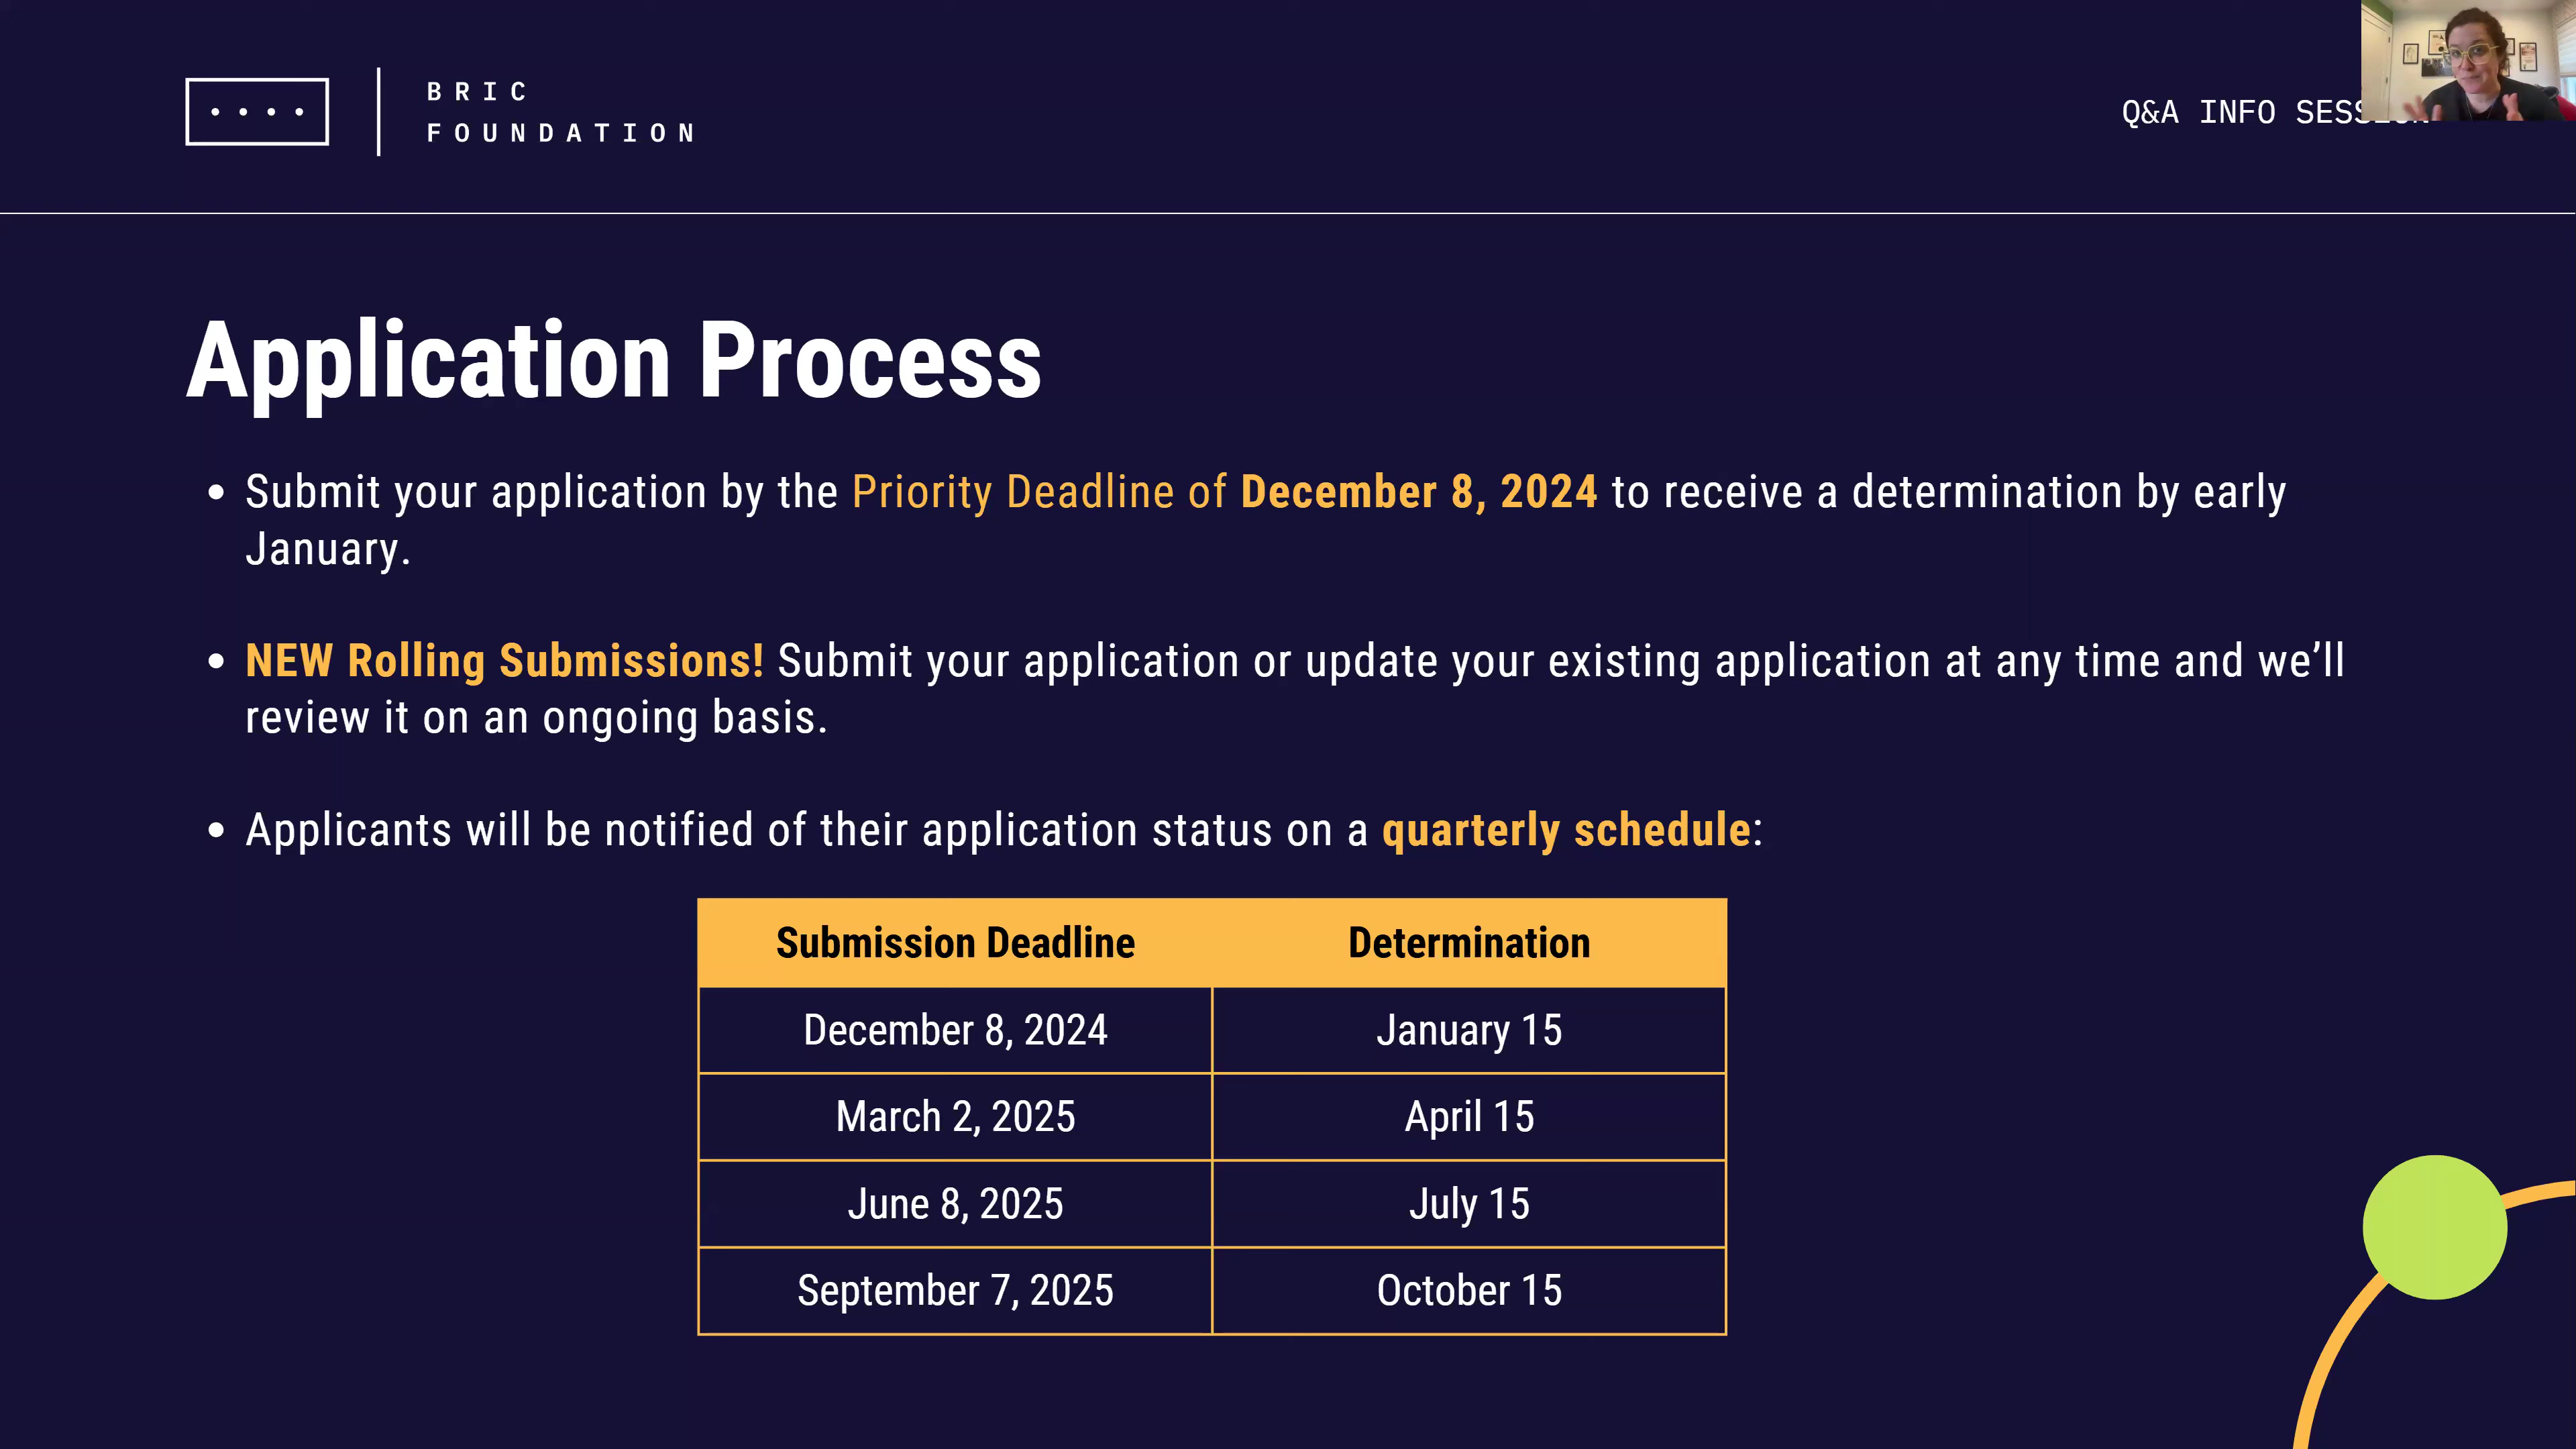 BRIC
FOUNDATION
Q&A INFO SESSION
Application Process
• Submit your application by the Priority Deadline of December 8, 2024 to receive a determination by early
January.
• NEW Rolling Submissions! Submit your application or update your existing application at any time and we’ll
review it on an ongoing basis.
• Applicants will be notified of their application status on a quarterly schedule:
Submission Deadline Determination
December 8, 2024 January 15
March 2, 2025 April 15
June 8, 2025 July 15
September 7, 2025 October 15